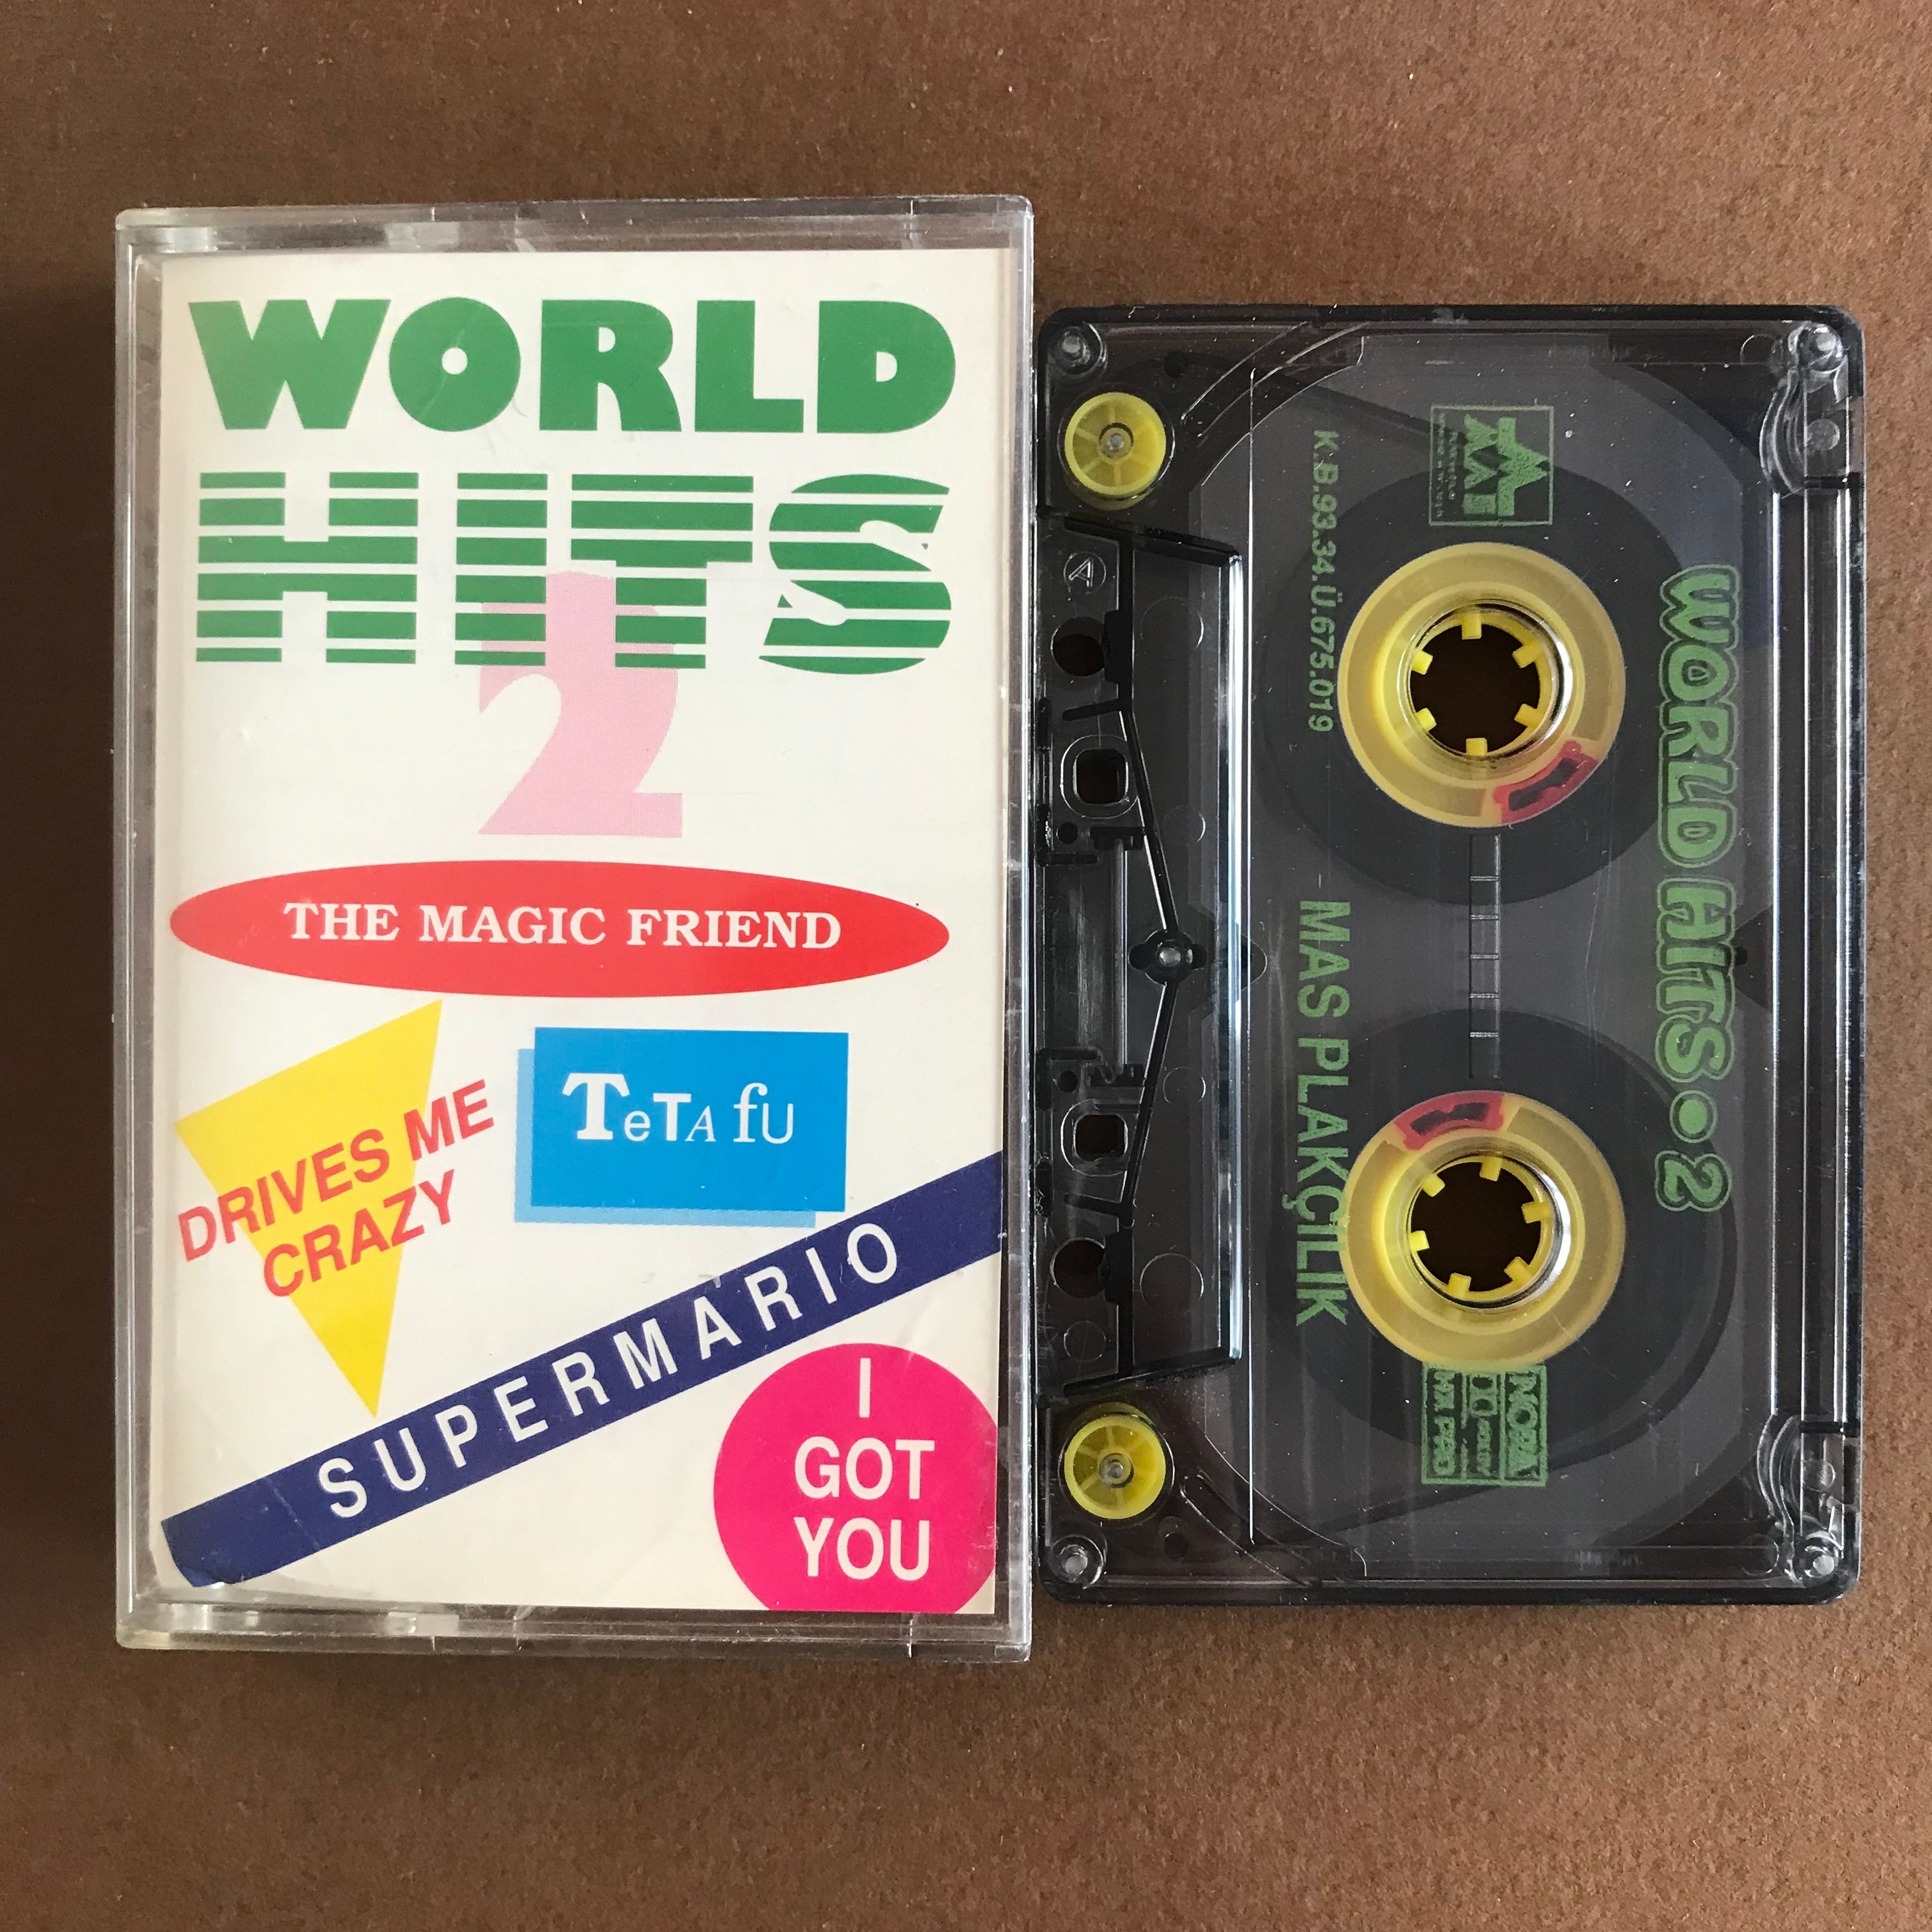 WORLD
HITS
2
THE MAGIC FRIEND
DRIVES ME
CRAZY
TeTA fU
SUPERMARIO
I
GOT
YOU
WORLD HITS • 2
K.B.93.34.Ü.675.019
MAS PLAKÇILIK
A